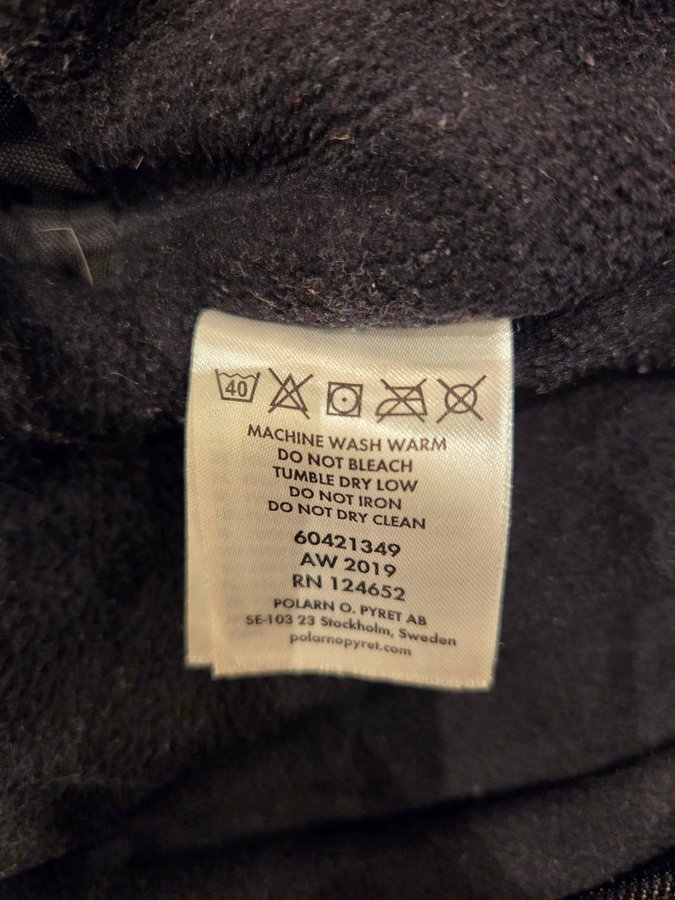 40
MACHINE WASH WARM
DO NOT BLEACH
TUMBLE DRY LOW
DO NOT IRON
DO NOT DRY CLEAN
60421349
AW 2019
RN 124652
POLARN O. PYRET AB
SE-103 23 Stockholm, Sweden
polarnopyret.com